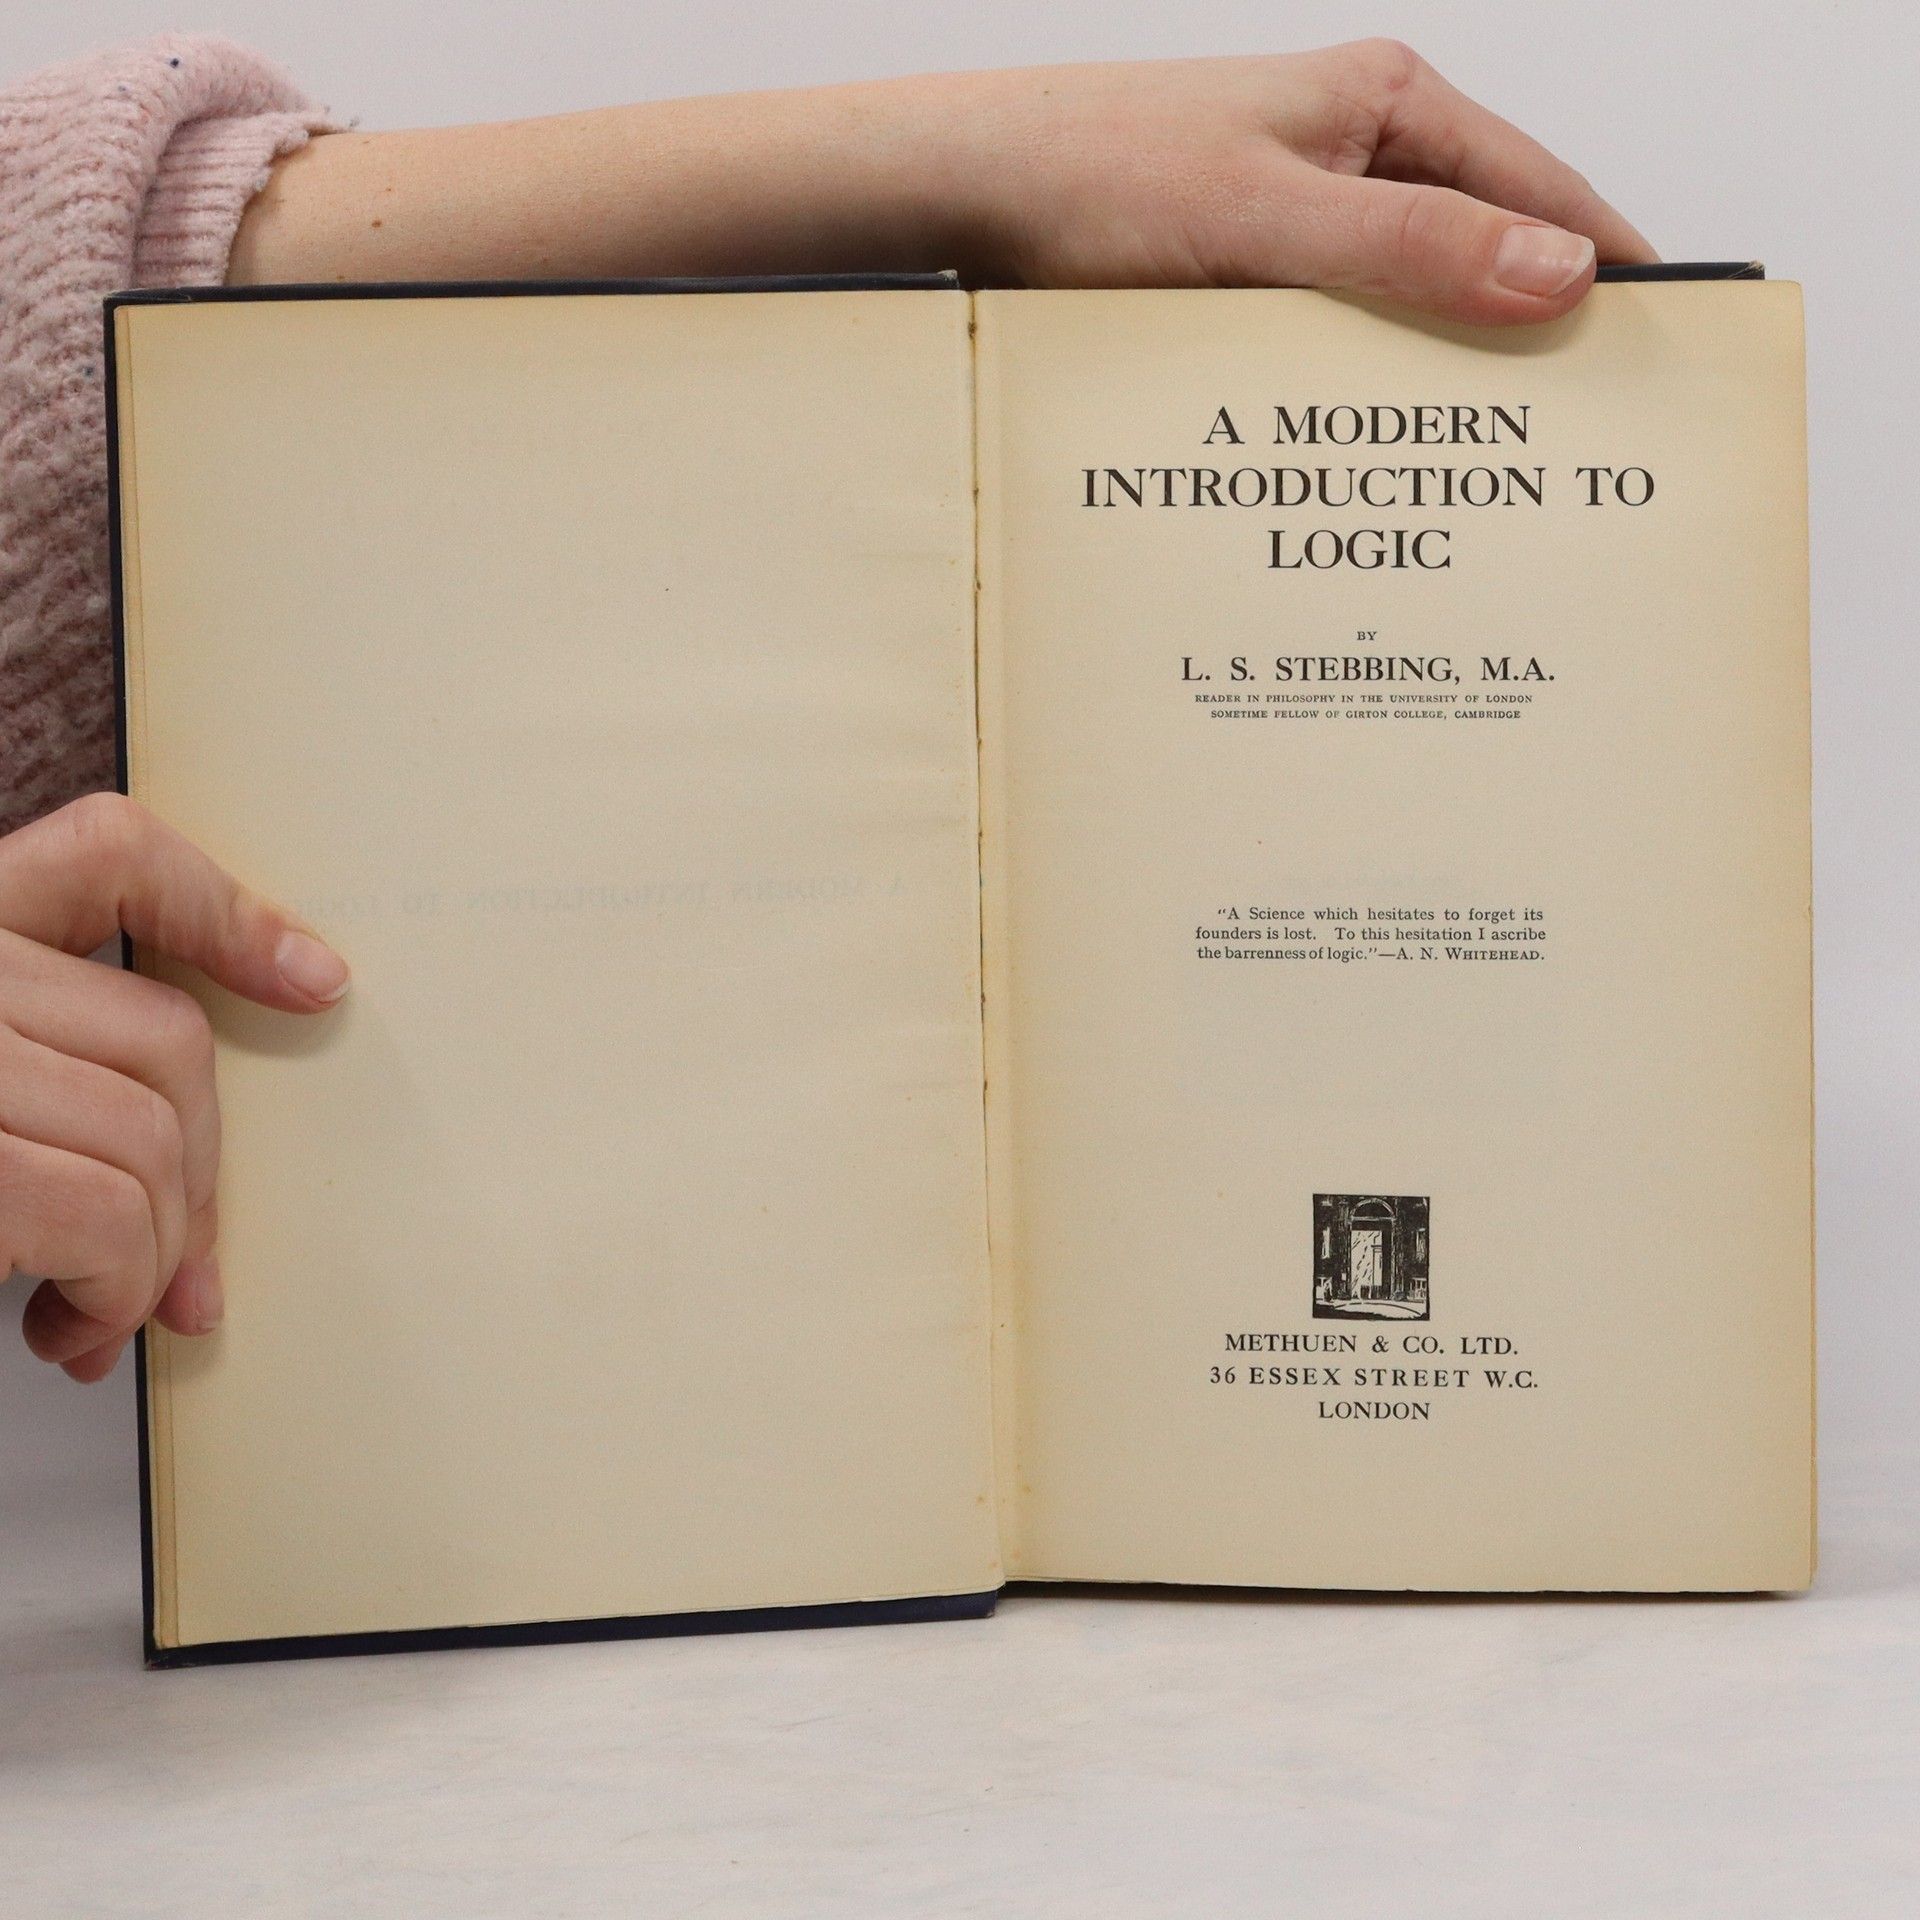 A MODERN
INTRODUCTION TO
LOGIC
BY
L. S. STEBBING, M.A.
READER IN PHILOSOPHY IN THE UNIVERSITY OF LONDON
SOMETIME FELLOW OF GIRTON COLLEGE, CAMBRIDGE
"A Science which hesitates to forget its
founders is lost. To this hesitation I ascribe
the barrenness of logic."—A. N. WHITEHEAD.
METHUEN & CO. LTD.
36 ESSEX STREET W.C.
LONDON